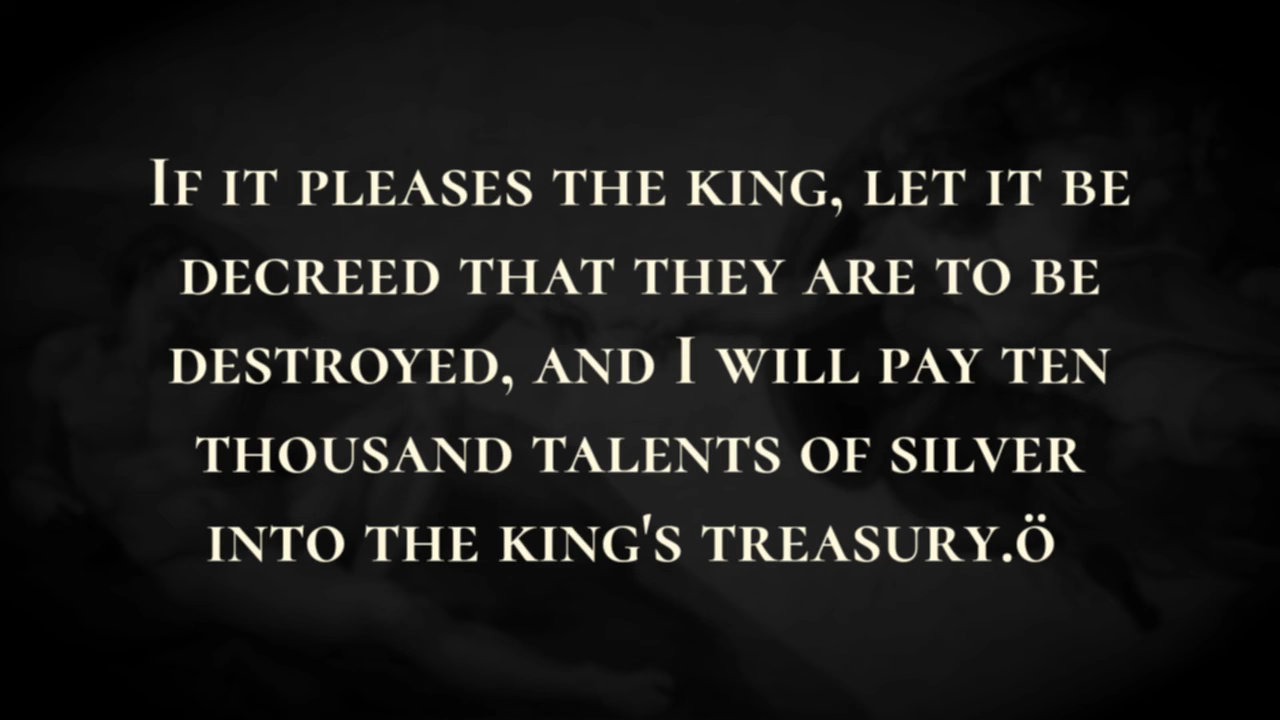 If it pleases the king, let it be
decreed that they are to be
destroyed, and I will pay ten
thousand talents of silver
into the king's treasury.ö